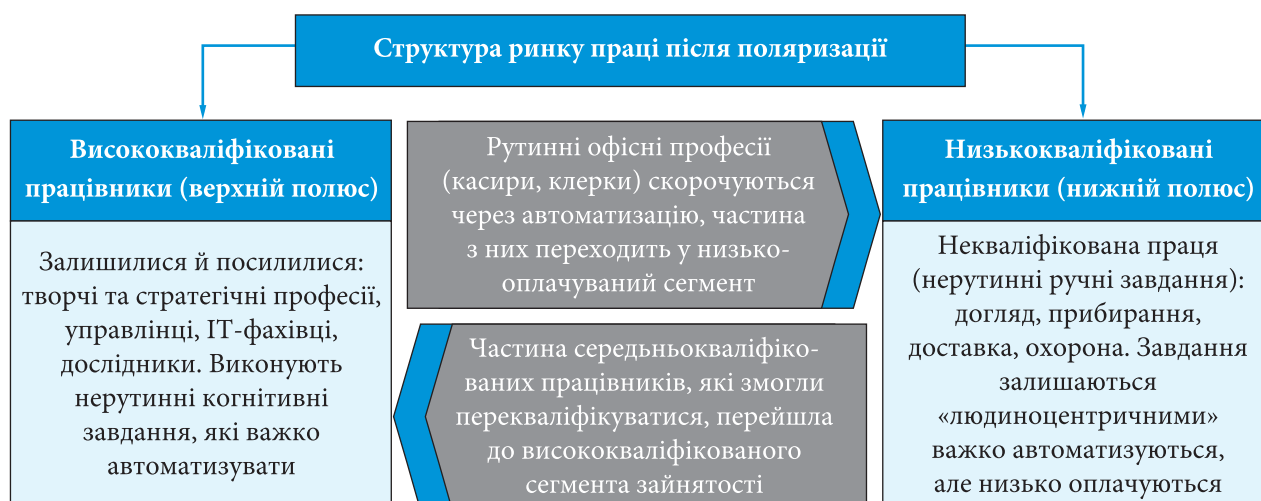 Структура ринку праці після поляризації
Висококваліфіковані
працівники (верхній полюс)
Залишилися й посилилися:
творчі та стратегічні професії,
управлінці, ІТ-фахівці,
дослідники. Виконують
нерутинні когнітивні
завдання, які важко
автоматизувати
Рутинні офісні професії
(касири, клерки) скорочуються
через автоматизацію, частина
з них переходить у низько-
оплачуваний сегмент
Частина середньокваліфіко-
ваних працівників, які змогли
перекваліфікуватися, перейшла
до висококваліфікованого
сегмента зайнятості
Низькокваліфіковані
працівники (нижній полюс)
Некваліфікована праця
(нерутинні ручні завдання):
догляд, прибирання,
доставка, охорона. Завдання
залишаються
«людиноцентричними»
важко автоматизуються,
але низько оплачуються